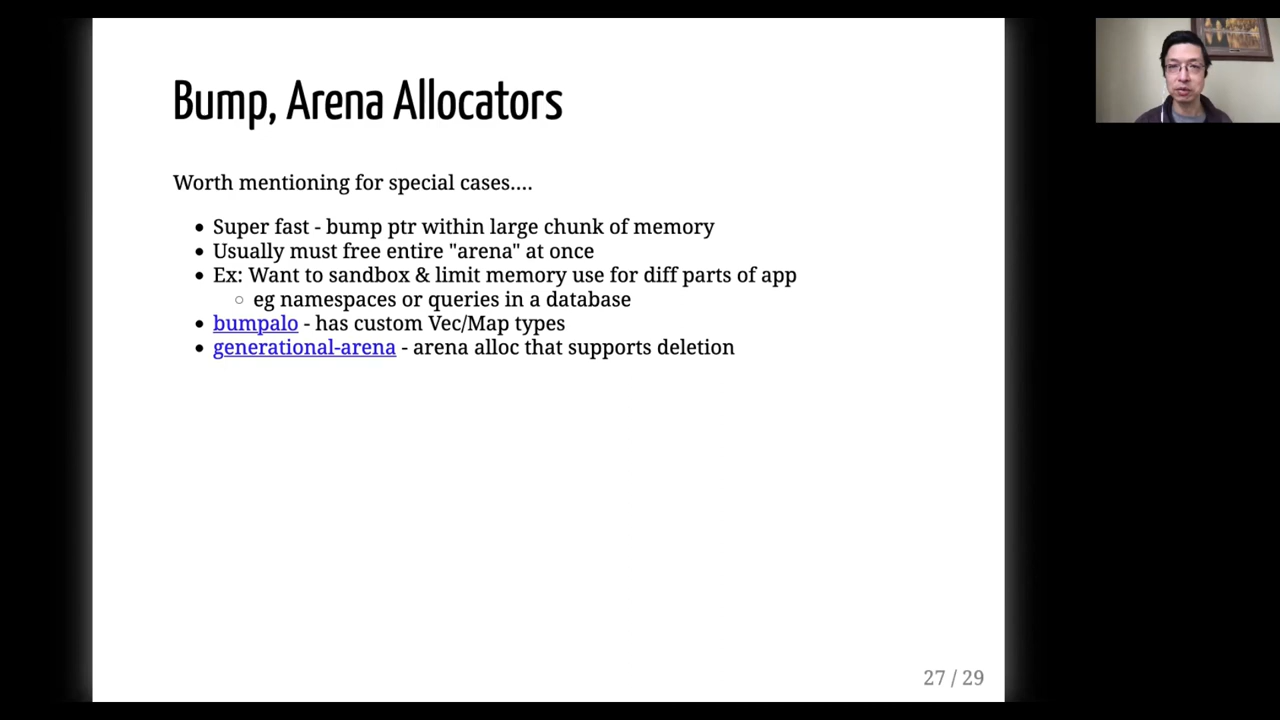 Bump, Arena Allocators
Worth mentioning for special cases....
• Super fast - bump ptr within large chunk of memory
• Usually must free entire "arena" at once
• Ex: Want to sandbox & limit memory use for diff parts of app
○ eg namespaces or queries in a database
• bumpalo - has custom Vec/Map types
• generational-arena - arena alloc that supports deletion
27 / 29